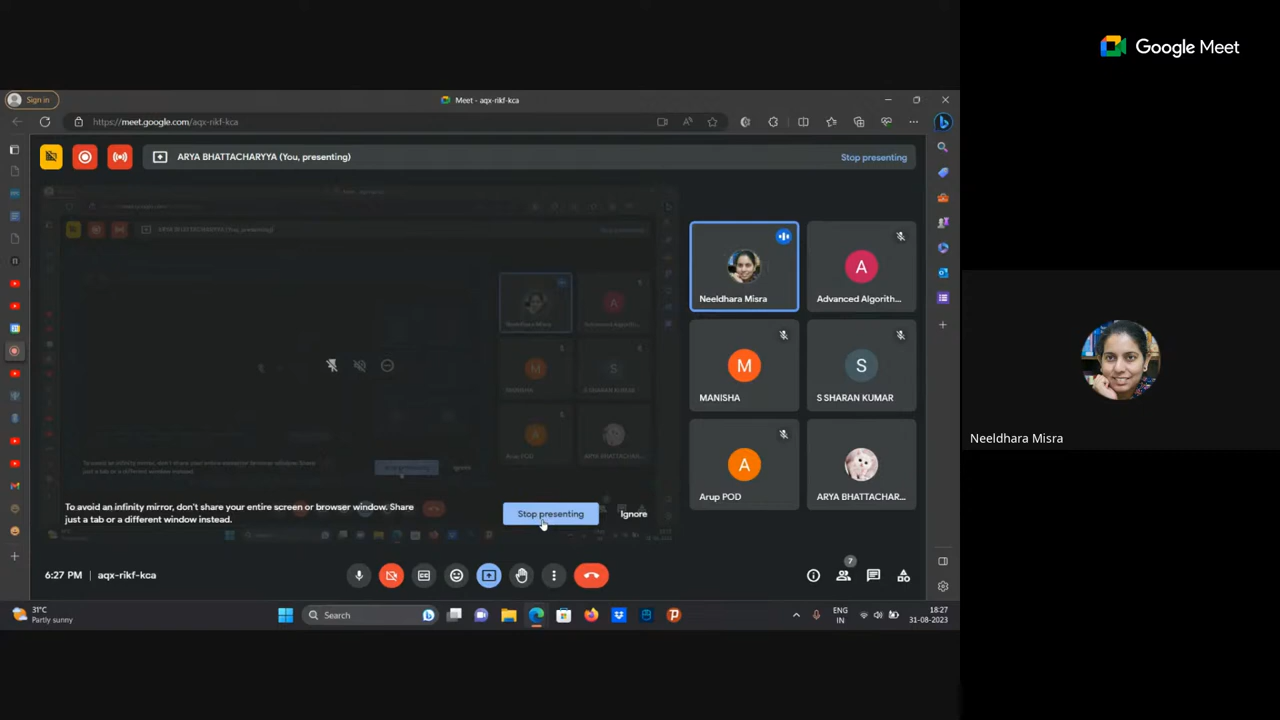 Google Meet
Sign in
Meet - aqx-rikf-kca
https://meet.google.com/aqx-rikf-kca
ARYA BHATTACHARYYA (You, presenting)
Stop presenting
Neeldhara Misra
Advanced Algorith...
MANISHA
S SHARAN KUMAR
Arup POD
ARYA BHATTACHAR...
Neeldhara Misra
To avoid an infinity mirror, don't share your entire screen or browser window. Share
just a tab or a different window instead.
Stop presenting
Ignore
6:27 PM | aqx-rikf-kca
7
31°C
Partly sunny
Search
ENG
IN
18:27
31-08-2023